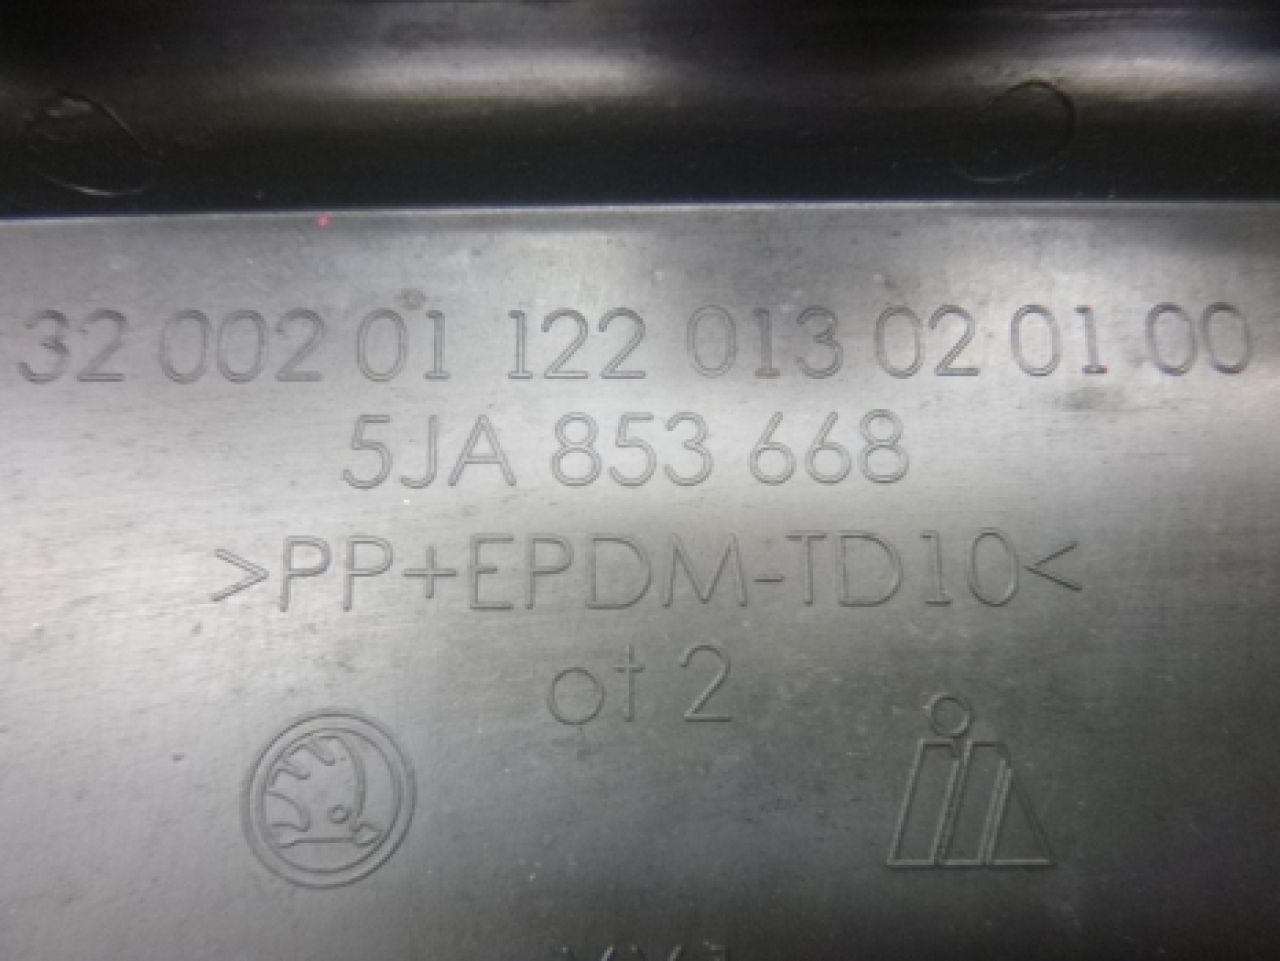 32 002 01 122 013 02 01 00
5JA 853 668
>PP+EPDM-TD10<
ot 2